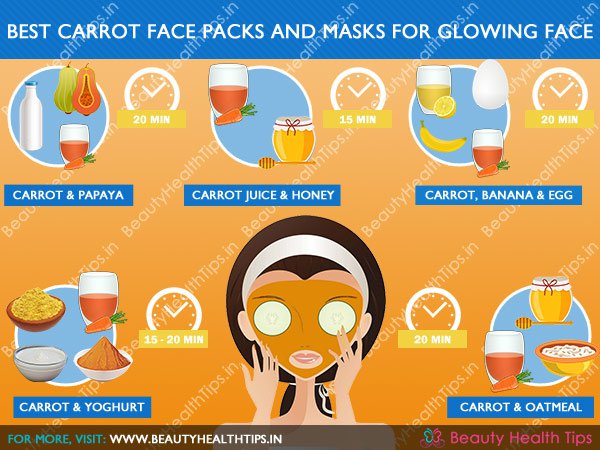 BEST CARROT FACE PACKS AND MASKS FOR GLOWING FACE
20 MIN
15 MIN
20 MIN
CARROT & PAPAYA
CARROT JUICE & HONEY
CARROT, BANANA & EGG
15 - 20 MIN
20 MIN
CARROT & YOGHURT
CARROT & OATMEAL
FOR MORE, VISIT: WWW.BEAUTYHEALTHTIPS.IN
Beauty Health Tips
BeautyHealthTips.in